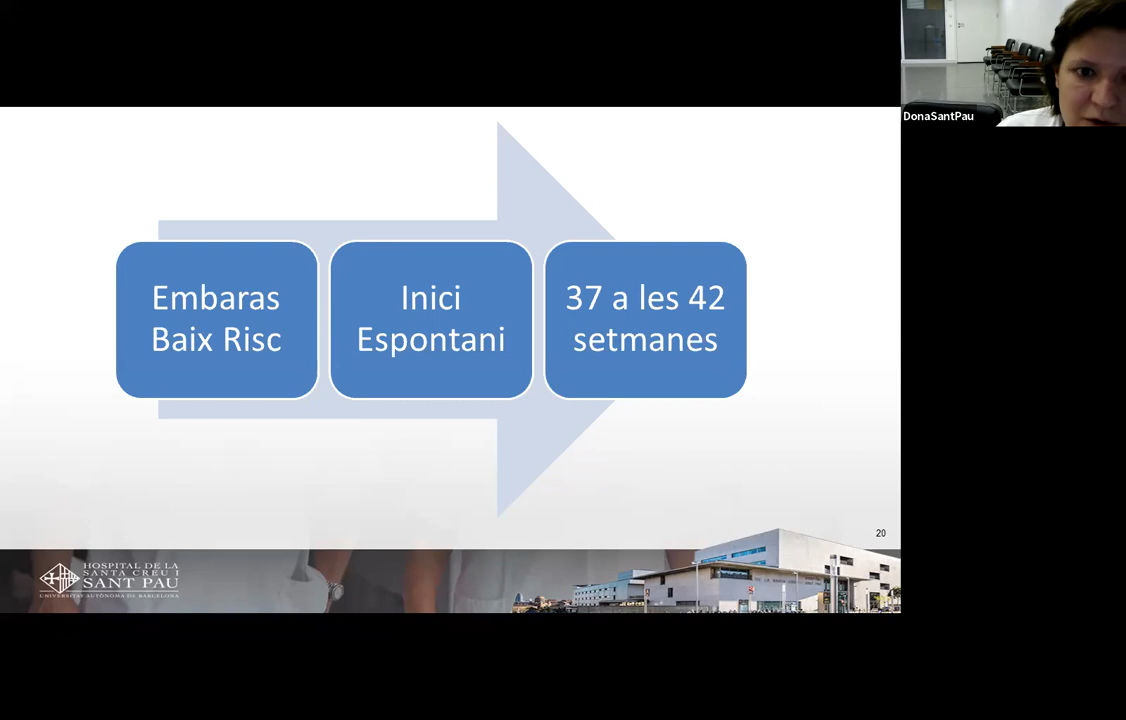 DonaSantPau
Embaras
Baix Risc
Inici
Espontani
37 a les 42
setmanes
20
HOSPITAL DE LA
SANTA CREU I
SANT PAU
UNIVERSITAT AUTÒNOMA DE BARCELONA